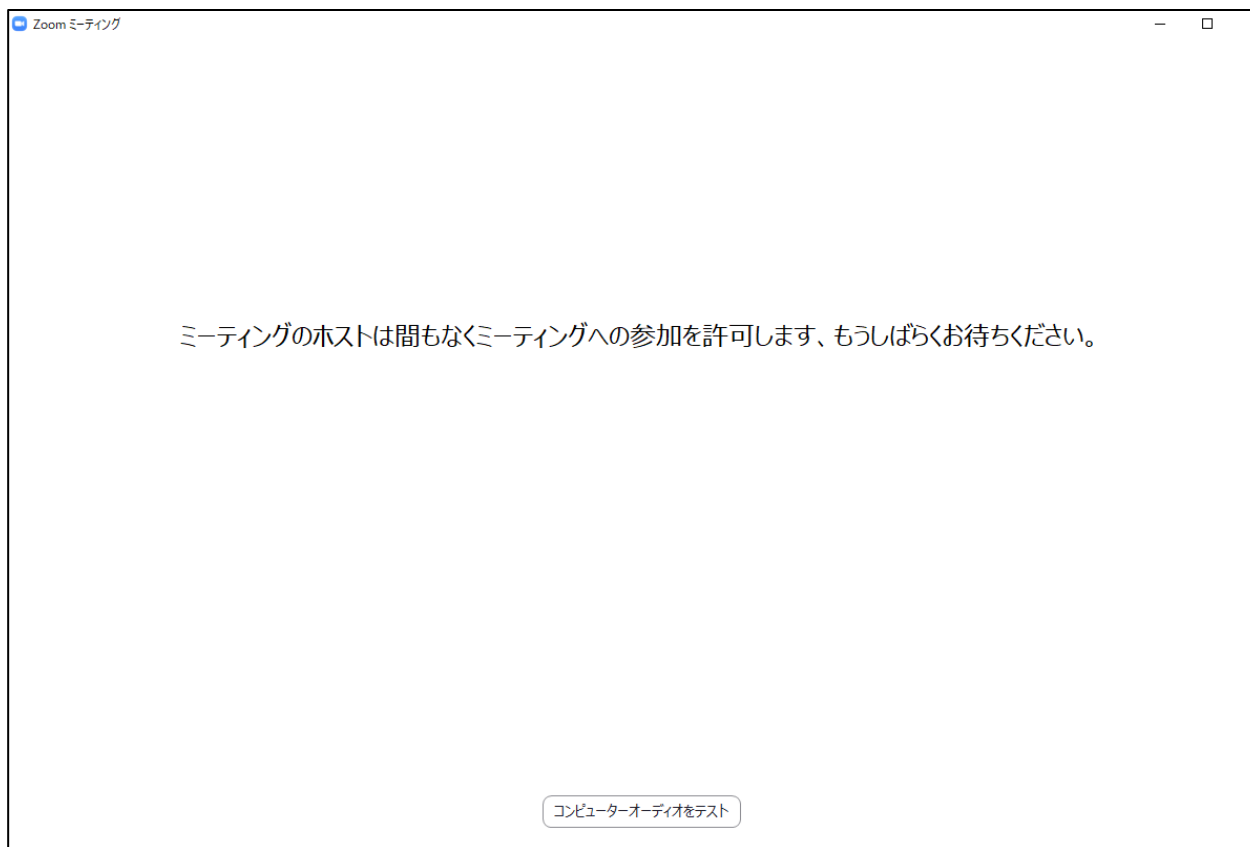 Zoom ミーティング
ミーティングのホストは間もなくミーティングへの参加を許可します、もうしばらくお待ちください。
コンピューターオーディオをテスト